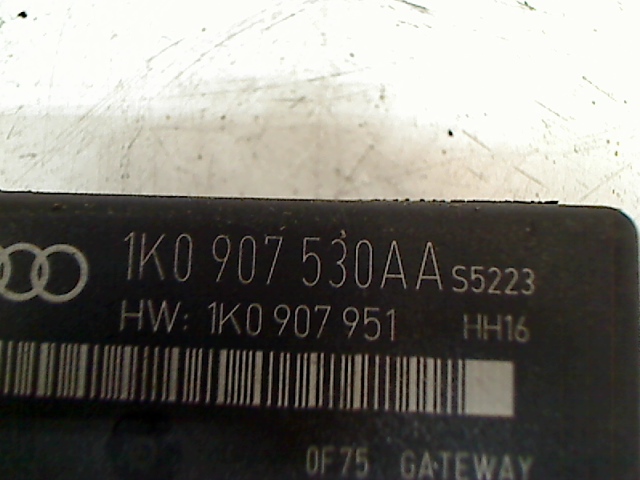 1K0 907 530AA S5223
HW: 1K0 907 951 HH16
0F75 GATEWAY